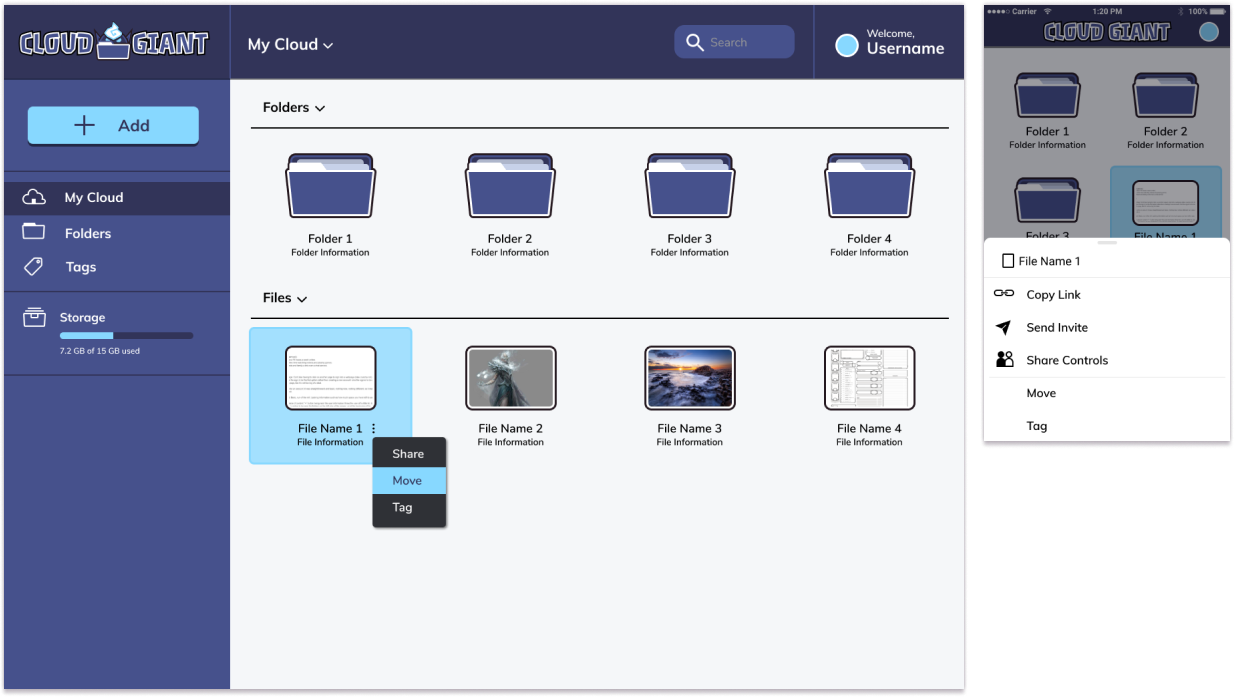 CLOUD GIANT
My Cloud
Search
Welcome,
Username
Add
My Cloud
Folders
Tags
Storage
7.2 GB of 15 GB used
Folders
Folder 1
Folder Information
Folder 2
Folder Information
Folder 3
Folder Information
Folder 4
Folder Information
Files
File Name 1
File Information
File Name 2
File Information
File Name 3
File Information
File Name 4
File Information
Share
Move
Tag
Carrier 1:20 PM 100%
CLOUD GIANT
Folder 1
Folder Information
Folder 2
Folder Information
Folder 3
File Name 1
File Name 1
Copy Link
Send Invite
Share Controls
Move
Tag